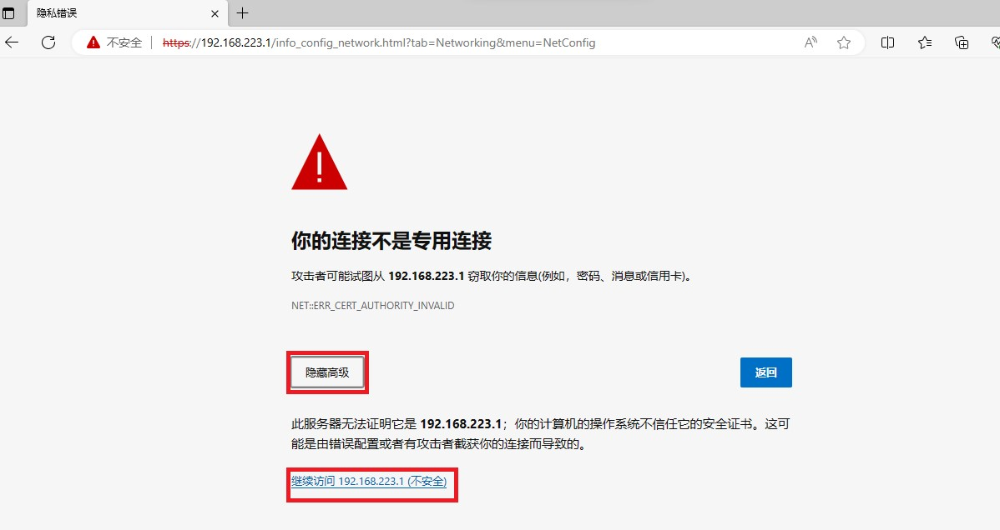 隐私错误
不安全 https://192.168.223.1/info_config_network.html?tab=Networking&menu=NetConfig
你的连接不是专用连接
攻击者可能试图从 192.168.223.1 窃取你的信息(例如，密码、消息或信用卡)。
NET::ERR_CERT_AUTHORITY_INVALID
隐藏高级
返回
此服务器无法证明它是 192.168.223.1；你的计算机的操作系统不信任它的安全证书。这可
能是由错误配置或者有攻击者截获你的连接而导致的。
继续访问 192.168.223.1 (不安全)